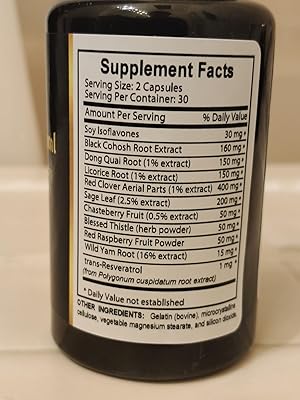 Supplement Facts
Serving Size: 2 Capsules
Serving Per Container: 30
Amount Per Serving % Daily Value
Soy Isoflavones 30 mg*
Black Cohosh Root Extract 160 mg*
Dong Quai Root (1% extract) 150 mg*
Licorice Root (1% extract) 150 mg*
Red Clover Aerial Parts (1% extract) 400 mg*
Sage Leaf (2.5% extract) 200 mg*
Chasteberry Fruit (0.5% extract) 50 mg*
Blessed Thistle (herb powder) 50 mg*
Red Raspberry Fruit Powder 50 mg*
Wild Yam Root (16% extract) 15 mg*
trans-Resveratrol 1 mg*
(from Polygonum cuspidatum root extract)
* Daily Value not established
OTHER INGREDIENTS: Gelatin (bovine), microcrystalline
cellulose, vegetable magnesium stearate, and silicon dioxide.